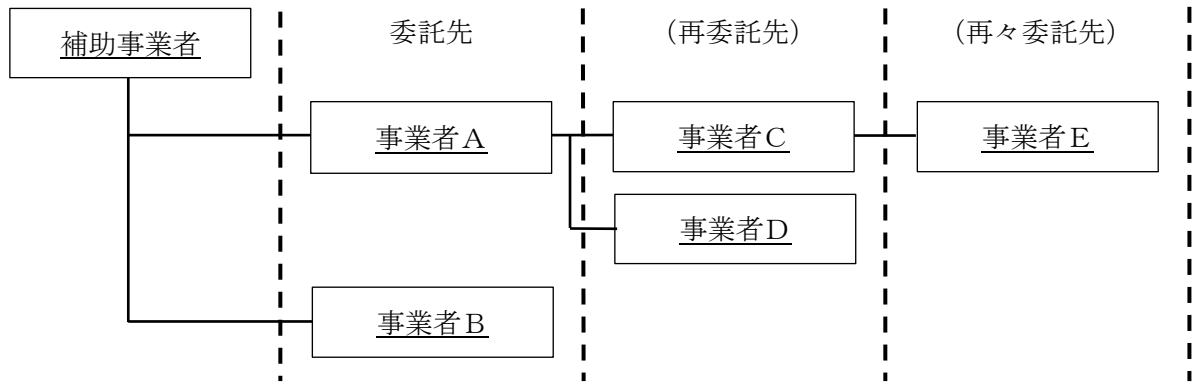 補助事業者
委託先
(再委託先)
(再々委託先)
事業者A
事業者C
事業者E
事業者D
事業者B